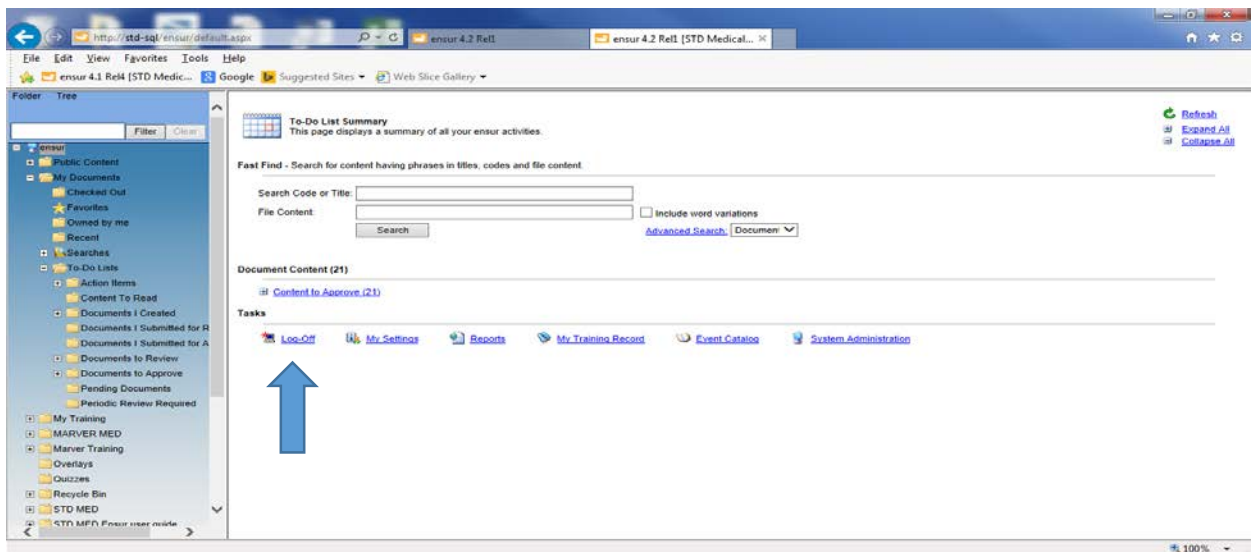 http://std-sql/ensur/default.aspx
ensur 4.2 Rel1
ensur 4.2 Rel1 [STD Medical...
File Edit View Favorites Tools Help
ensur 4.1 Rel4 [STD Medic... Google Suggested Sites Web Slice Gallery
Folder Tree
Filter Clear
ensur
Public Content
My Documents
Checked Out
Favorites
Owned by me
Recent
Searches
To-Do Lists
Action Items
Content To Read
Documents I Created
Documents I Submitted for R
Documents I Submitted for A
Documents to Review
Documents to Approve
Pending Documents
Periodic Review Required
My Training
MARVER MED
Marver Training
Overlays
Quizzes
Recycle Bin
STD MED
STD MED Ensur user guide
To-Do List Summary
This page displays a summary of all your ensur activities.
Refresh
Expand All
Collapse All
Fast Find - Search for content having phrases in titles, codes and file content.
Search Code or Title:
File Content:
Include word variations
Search
Advanced Search: Documen
Document Content (21)
Content to Approve (21)
Tasks
Log-Off My Settings Reports My Training Record Event Catalog System Administration
100%